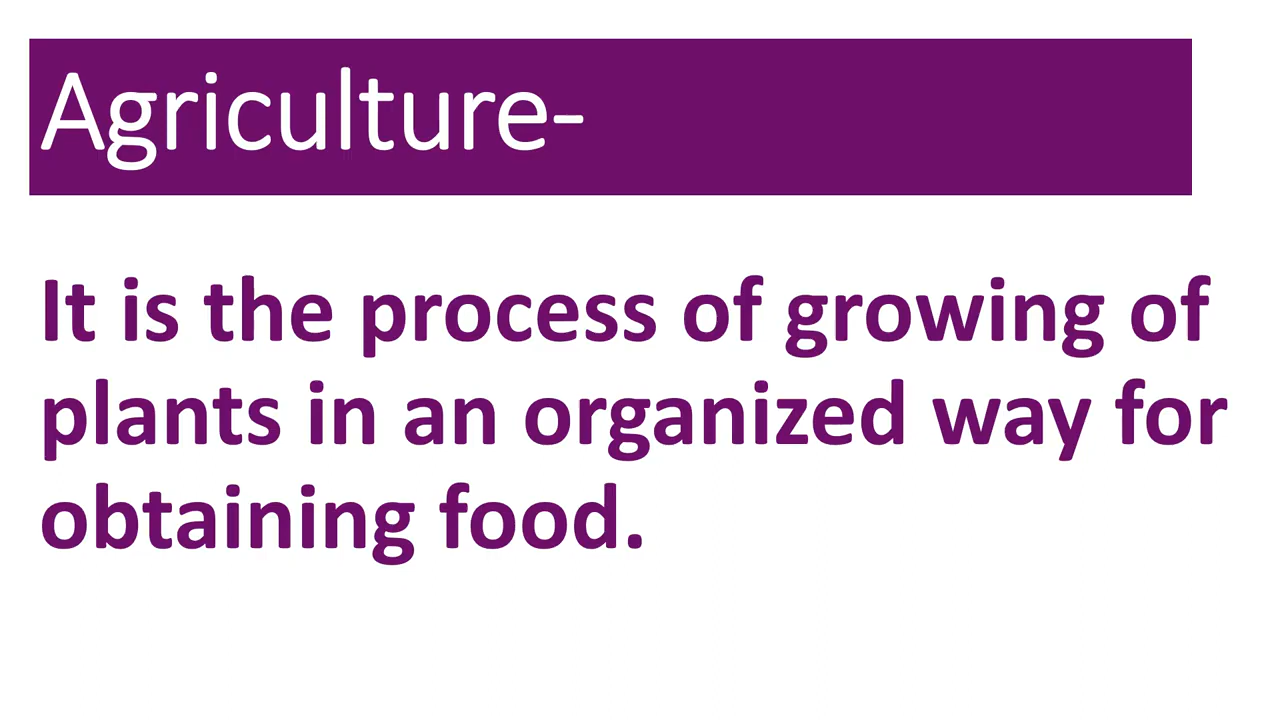 Agriculture-
It is the process of growing of
plants in an organized way for
obtaining food.